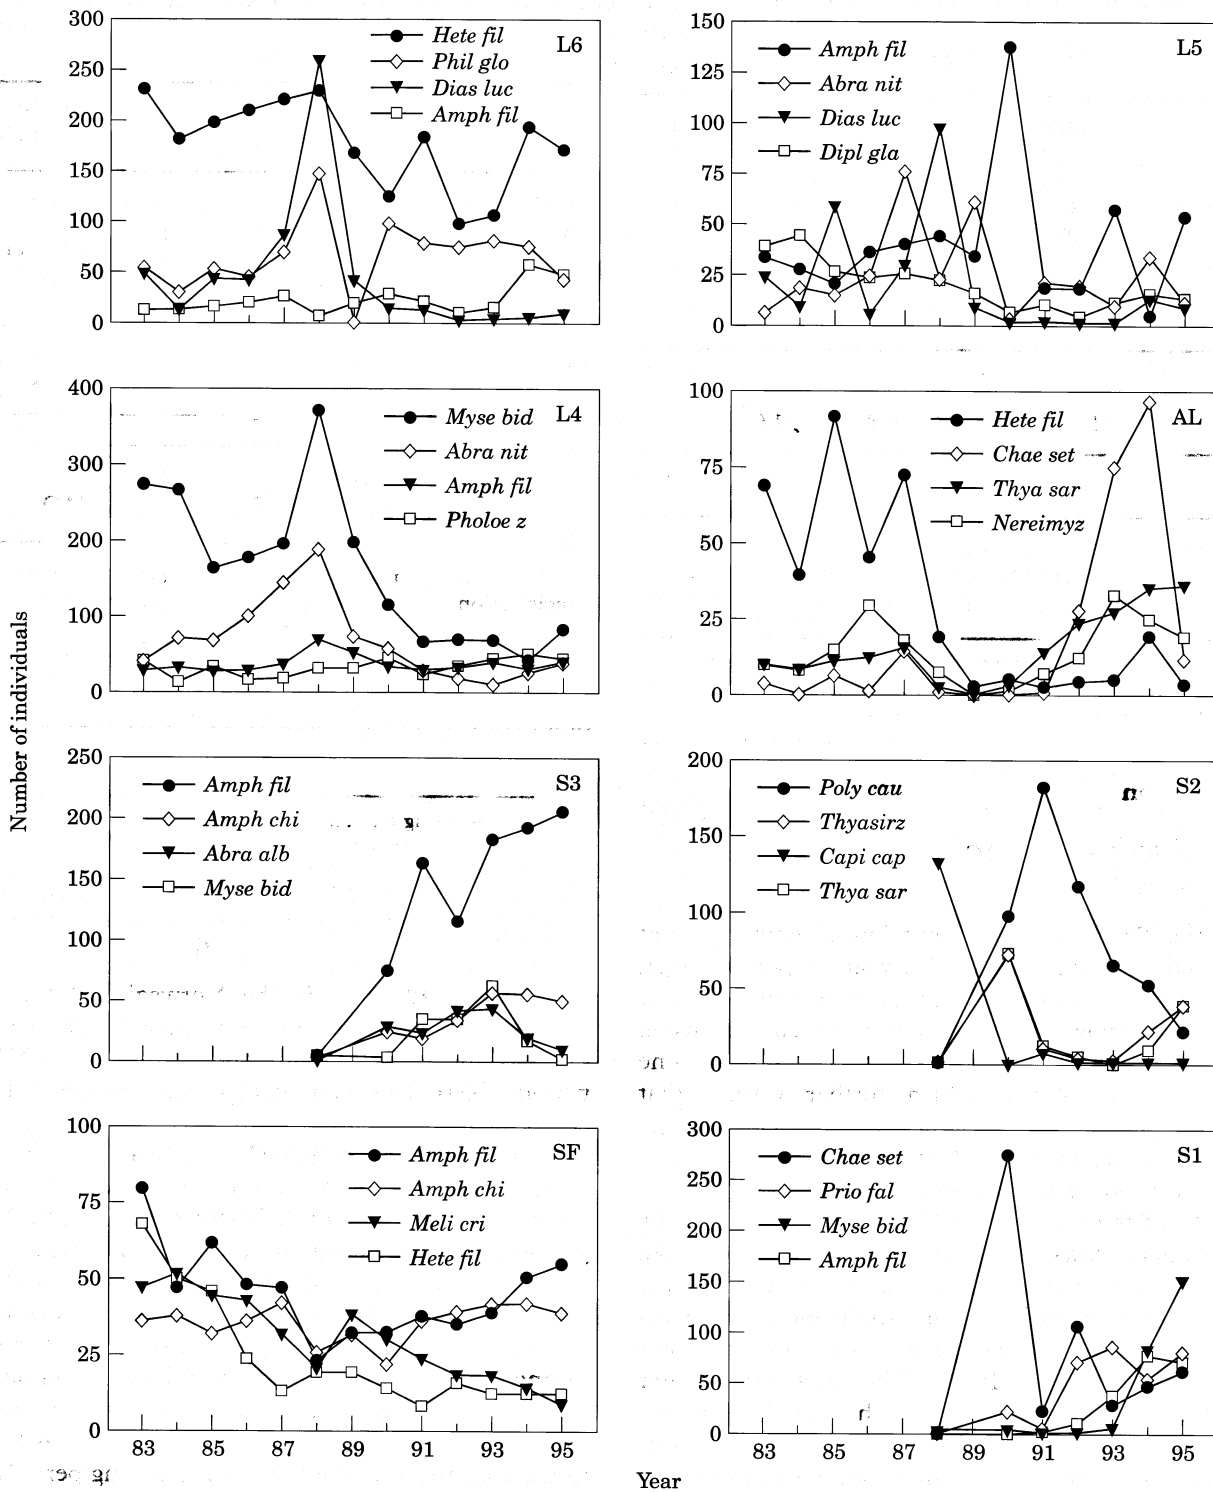 300
250
200
150
100
50
0
Hete fil
Phil glo
Dias luc
Amph fil
L6
150
125
100
75
50
25
0
Amph fil
Abra nit
Dias luc
Dipl gla
L5
400
300
200
100
0
Myse bid
Abra nit
Amph fil
Pholoe z
L4
100
75
50
25
0
Hete fil
Chae set
Thya sar
Nereimyz
AL
250
200
150
100
50
0
Amph fil
Amph chi
Abra alb
Myse bid
S3
200
150
100
50
0
Poly cau
Thyasirz
Capi cap
Thya sar
S2
100
75
50
25
0
Amph fil
Amph chi
Meli cri
Hete fil
SF
83 85 87 89 91 93 95
300
250
200
150
100
50
0
Chae set
Prio fal
Myse bid
Amph fil
S1
83 85 87 89 91 93 95
Number of individuals
Year